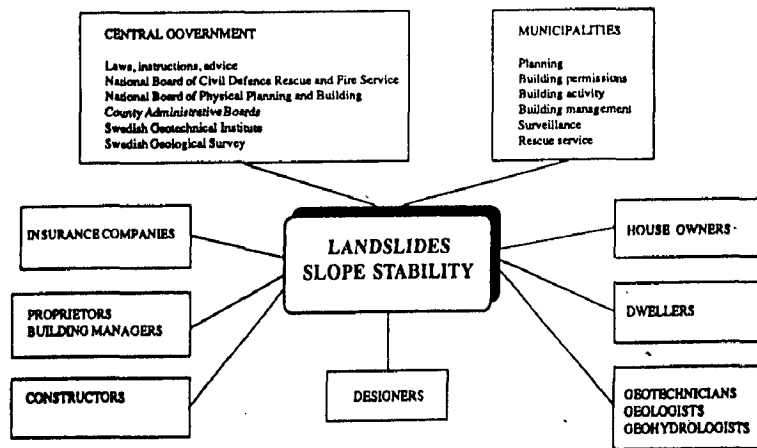 CENTRAL GOVERNMENT
Laws, instructions, advice
National Board of Civil Defence Rescue and Fire Service
National Board of Physical Planning and Building
County Administrative Boards
Swedish Geotechnical Institute
Swedish Geological Survey
MUNICIPALITIES
Planning
Building permissions
Building activity
Building management
Surveillance
Rescue service
INSURANCE COMPANIES
LANDSLIDES
SLOPE STABILITY
HOUSE OWNERS
PROPRIETORS
BUILDING MANAGERS
DWELLERS
CONSTRUCTORS
DESIGNERS
GEOTECHNICIANS
GEOLOGISTS
GEOHYDROLOGISTS